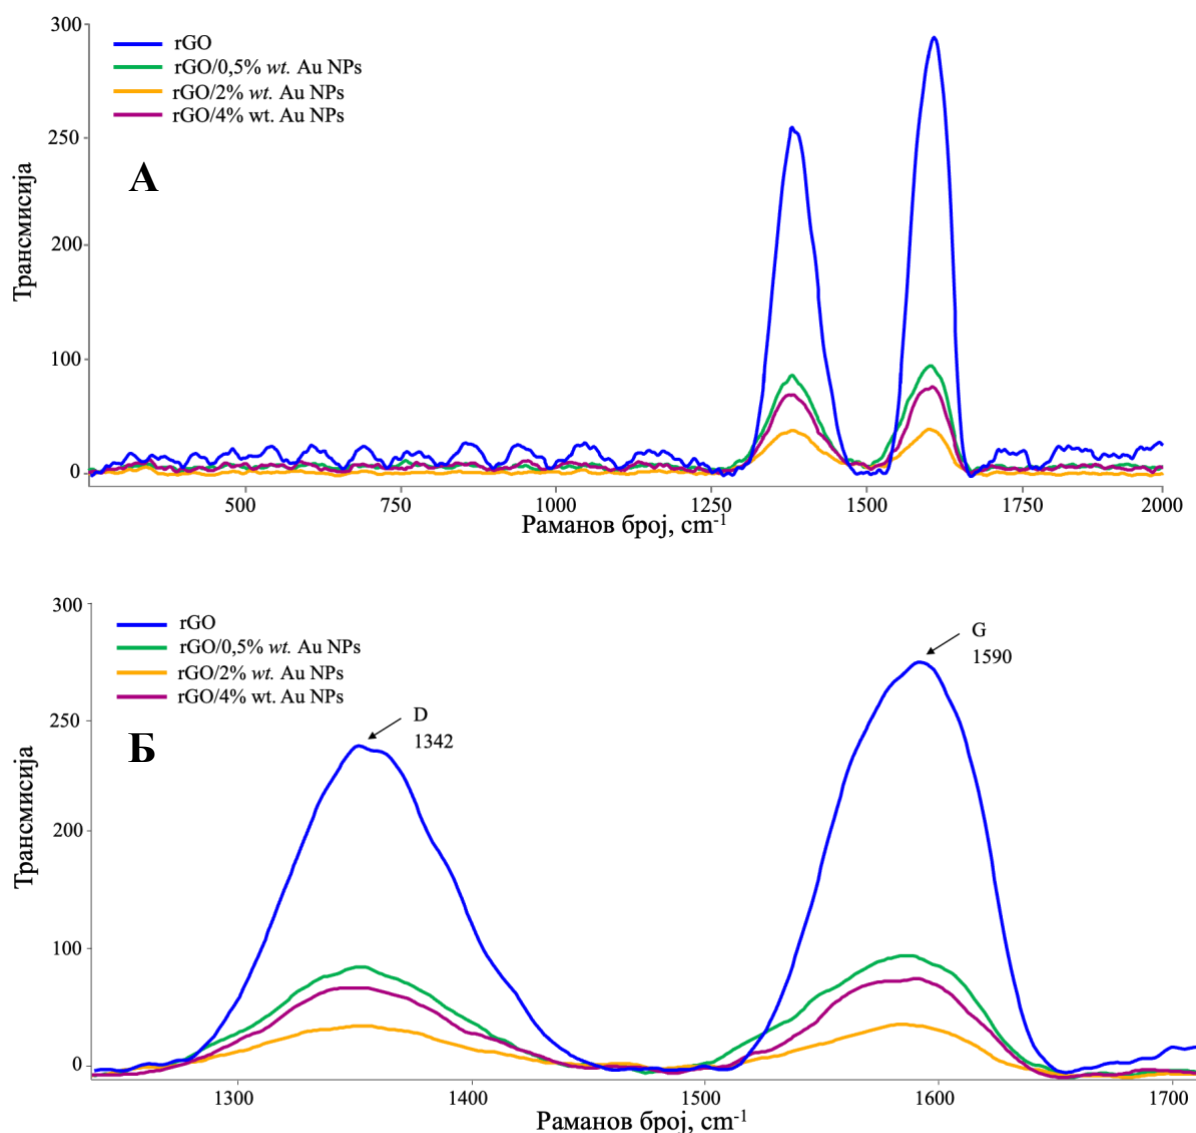 300
250
200
100
0
Трансмисија
rGO
rGO/0,5% wt. Au NPs
rGO/2% wt. Au NPs
rGO/4% wt. Au NPs
А
500 750 1000 1250 1500 1750 2000
Раманов број, cm-1
300
250
200
100
0
Трансмисија
rGO
rGO/0,5% wt. Au NPs
rGO/2% wt. Au NPs
rGO/4% wt. Au NPs
Б
D
1342
G
1590
1300 1400 1500 1600 1700
Раманов број, cm-1